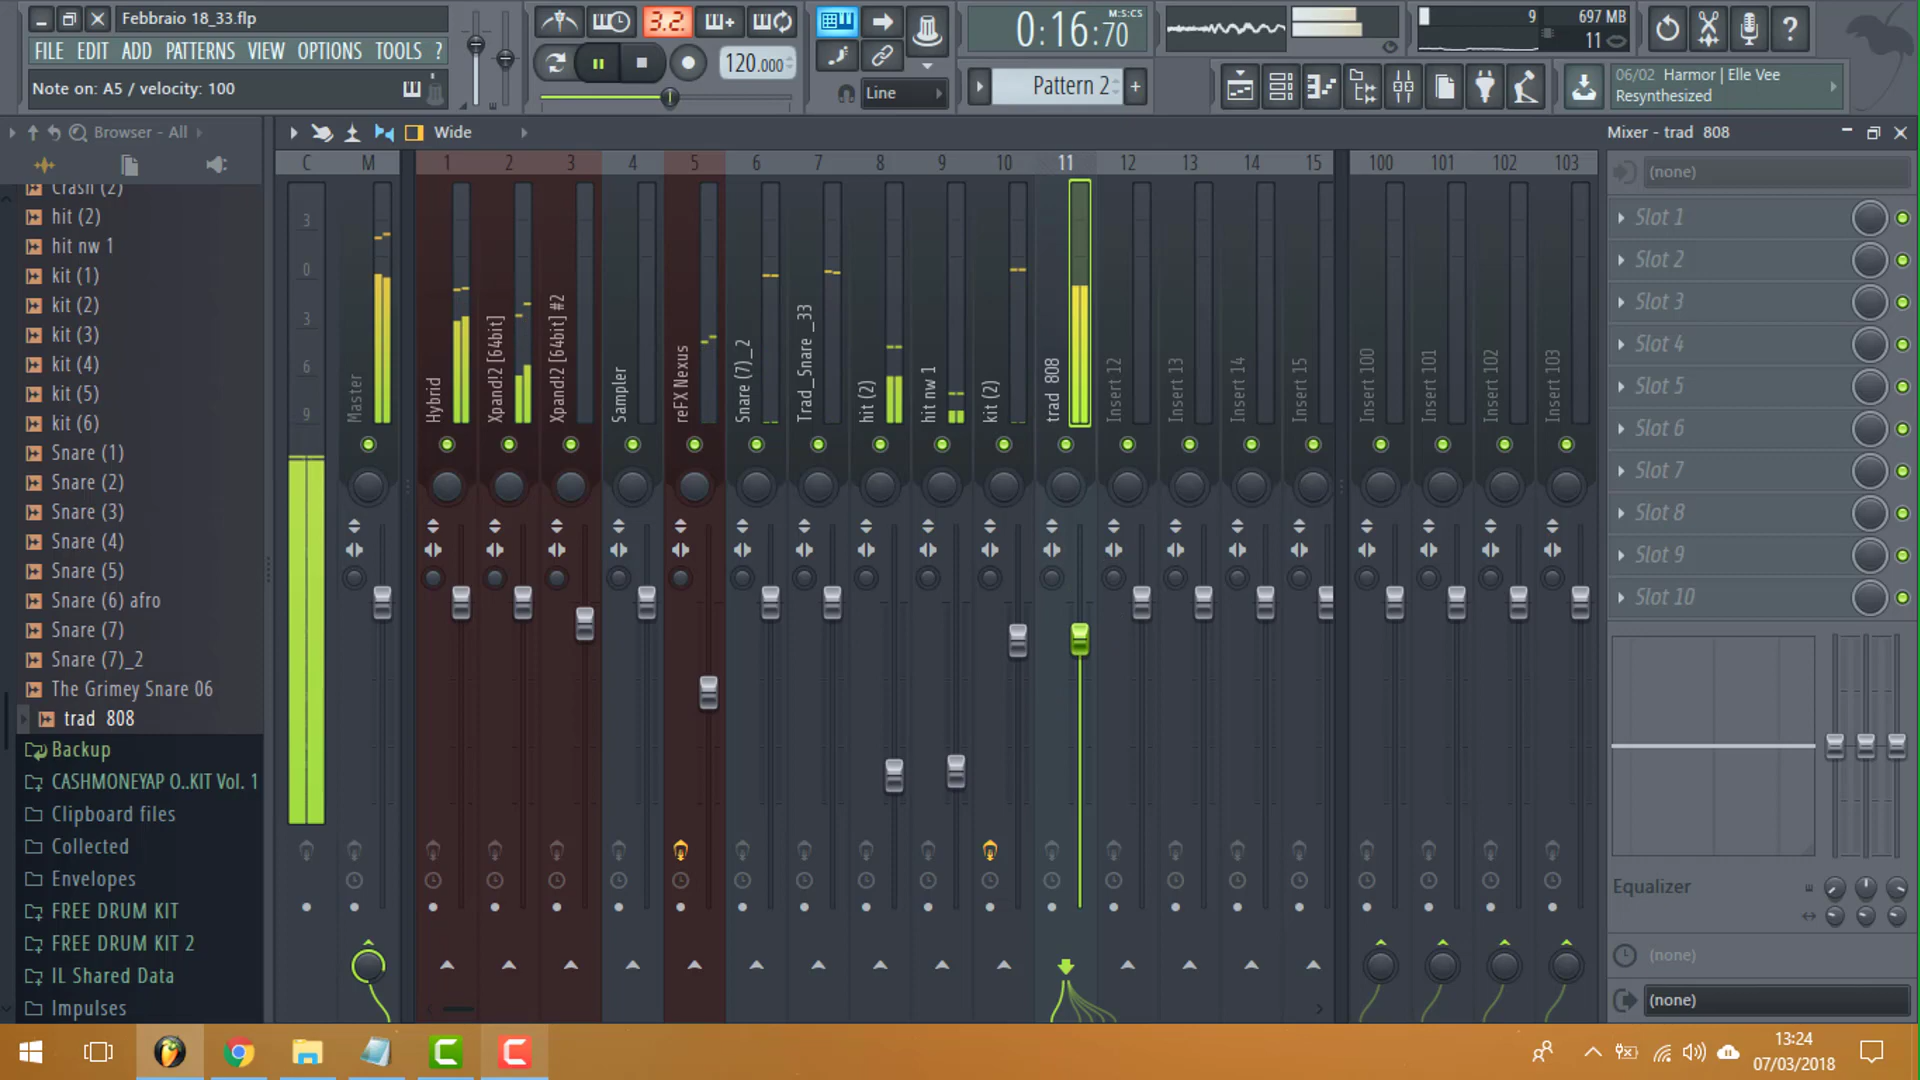 Febbraio 18_33.flp
FILE EDIT ADD PATTERNS VIEW OPTIONS TOOLS ?
Note on: A5 / velocity: 100
3.2.
120.000
Line
0:16:70
M:S:CS
Pattern 2
+
9
697 MB
11
?
06/02 Harmor | Elle Vee
Resynthesized
Browser - All
Wide
Mixer - trad 808
C M 1 2 3 4 5 6 7 8 9 10 11 12 13 14 15 100 101 102 103
(none)
Crash (2)
hit (2)
hit nw 1
kit (1)
kit (2)
kit (3)
kit (4)
kit (5)
kit (6)
Snare (1)
Snare (2)
Snare (3)
Snare (4)
Snare (5)
Snare (6) afro
Snare (7)
Snare (7)_2
The Grimey Snare 06
trad 808
Backup
CASHMONEYAP O..KIT Vol. 1
Clipboard files
Collected
Envelopes
FREE DRUM KIT
FREE DRUM KIT 2
IL Shared Data
Impulses
3
0
3
6
9
Master
Hybrid
Xpand!2 [64bit]
Xpand!2 [64bit] #2
Sampler
reFX Nexus
Snare (7)_2
Trad_Snare _33
hit (2)
hit nw 1
kit (2)
trad 808
Insert 12
Insert 13
Insert 14
Insert 15
Insert 100
Insert 101
Insert 102
Insert 103
Slot 1
Slot 2
Slot 3
Slot 4
Slot 5
Slot 6
Slot 7
Slot 8
Slot 9
Slot 10
Equalizer
(none)
(none)
13:24
07/03/2018